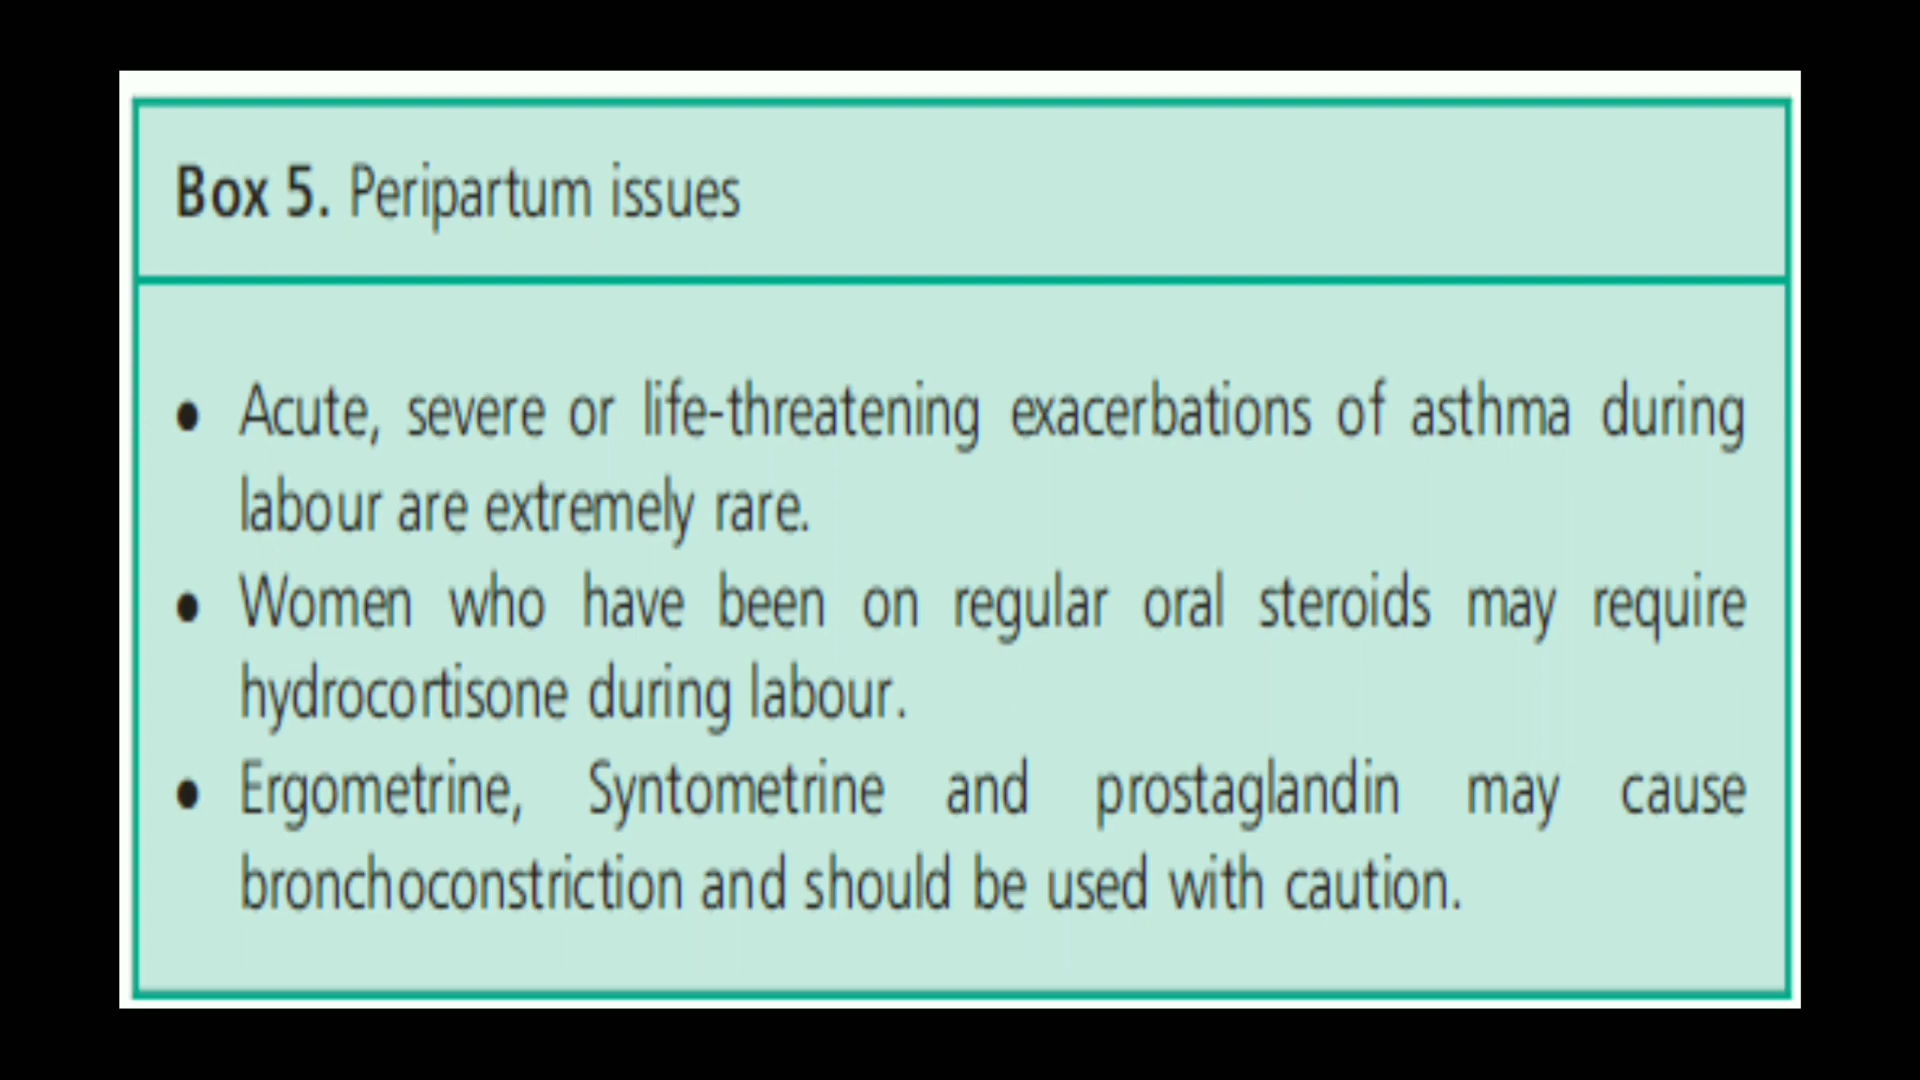 Box 5. Peripartum issues
● Acute, severe or life-threatening exacerbations of asthma during
labour are extremely rare.
● Women who have been on regular oral steroids may require
hydrocortisone during labour.
● Ergometrine, Syntometrine and prostaglandin may cause
bronchoconstriction and should be used with caution.